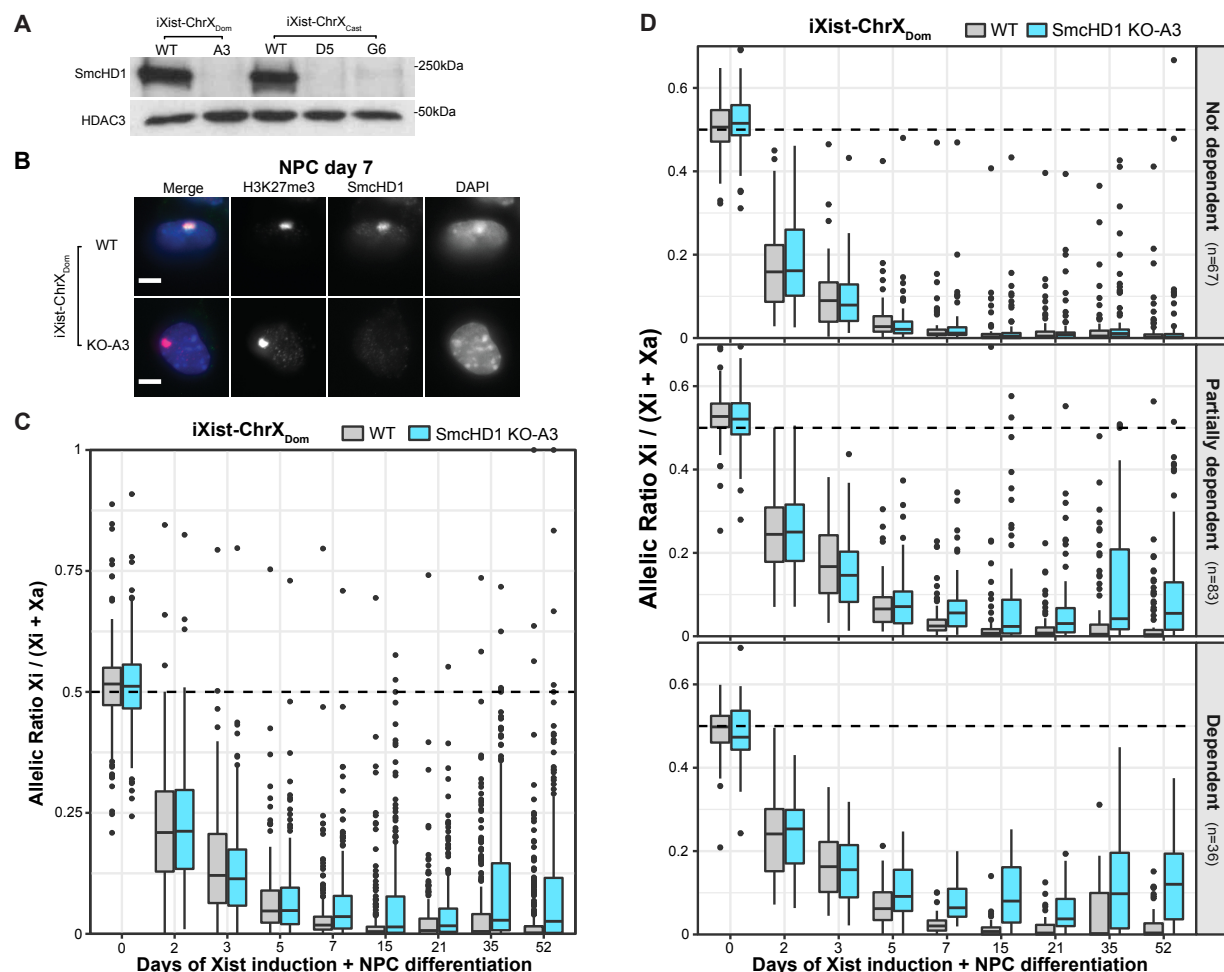 A
iXist-ChrXDom
iXist-ChrXCast
WT A3 WT D5 G6
SmcHD1
-250kDa
HDAC3
-50kDa
B
NPC day 7
Merge H3K27me3 SmcHD1 DAPI
iXist-ChrXDom
WT
KO-A3
C
iXist-ChrXDom
WT SmcHD1 KO-A3
Allelic Ratio Xi / (Xi + Xa)
1
0.75
0.5
0.25
0
0 2 3 5 7 15 21 35 52
Days of Xist induction + NPC differentiation
D
iXist-ChrXDom
WT SmcHD1 KO-A3
Allelic Ratio Xi / (Xi + Xa)
0.6
0.4
0.2
0
Not dependent (n=67)
0.6
0.4
0.2
0
Partially dependent (n=83)
0.6
0.4
0.2
0
Dependent (n=36)
0 2 3 5 7 15 21 35 52
Days of Xist induction + NPC differentiation